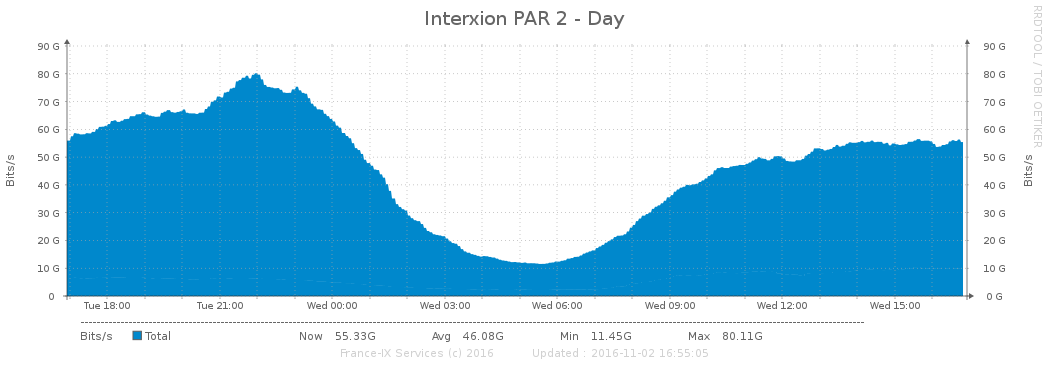 Interxion PAR 2 - Day
RRDTOOL / TOBI OETIKER
Bits/s
90 G 90 G
80 G 80 G
70 G 70 G
60 G 60 G
50 G 50 G
40 G 40 G
30 G 30 G
20 G 20 G
10 G 10 G
0 0 G
Bits/s
Tue 18:00 Tue 21:00 Wed 00:00 Wed 03:00 Wed 06:00 Wed 09:00 Wed 12:00 Wed 15:00
Bits/s Total Now 55.33G Avg 46.08G Min 11.45G Max 80.11G
France-IX Services (c) 2016 Updated : 2016-11-02 16:55:05